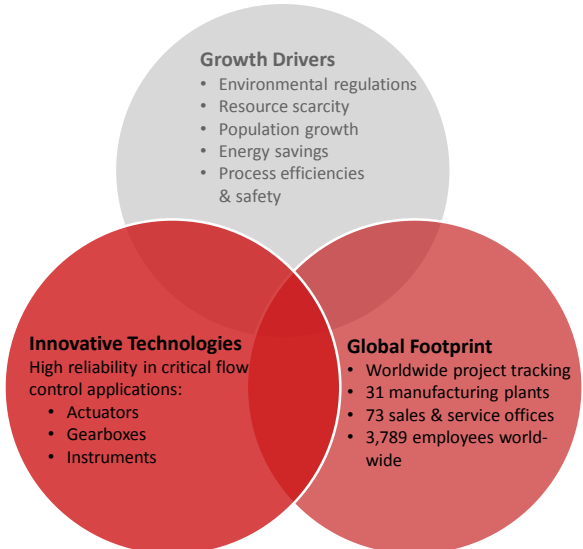 Growth Drivers
• Environmental regulations
• Resource scarcity
• Population growth
• Energy savings
• Process efficiencies
& safety
Innovative Technologies
High reliability in critical flow
control applications:
• Actuators
• Gearboxes
• Instruments
Global Footprint
• Worldwide project tracking
• 31 manufacturing plants
• 73 sales & service offices
• 3,789 employees world-
wide